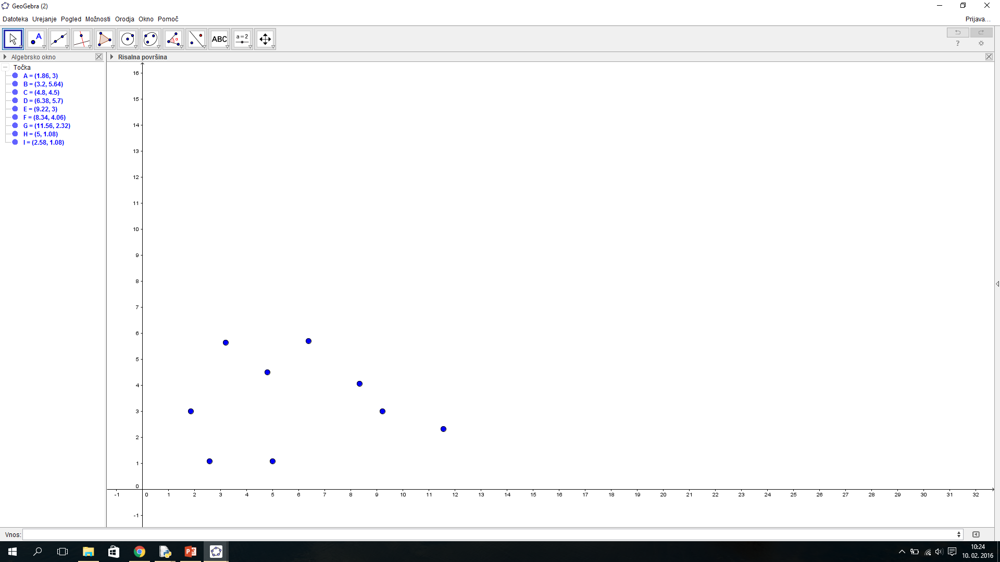 GeoGebra (2)
Datoteka Urejanje Pogled Možnosti Orodja Okno Pomoč Prijava...
A α ABC a = 2 ?
Algebrsko okno Risalna površina
Točka
A = (1.86, 3)
B = (3.2, 5.64)
C = (4.8, 4.5)
D = (6.38, 5.7)
E = (9.22, 3)
F = (8.34, 4.06)
G = (11.56, 2.32)
H = (5, 1.08)
I = (2.58, 1.08)
16
15
14
13
12
11
10
9
8
7
6
5
4
3
2
1
0
-1 0 1 2 3 4 5 6 7 8 9 10 11 12 13 14 15 16 17 18 19 20 21 22 23 24 25 26 27 28 29 30 31 32
-1
Vnos:
10:24
10. 02. 2016